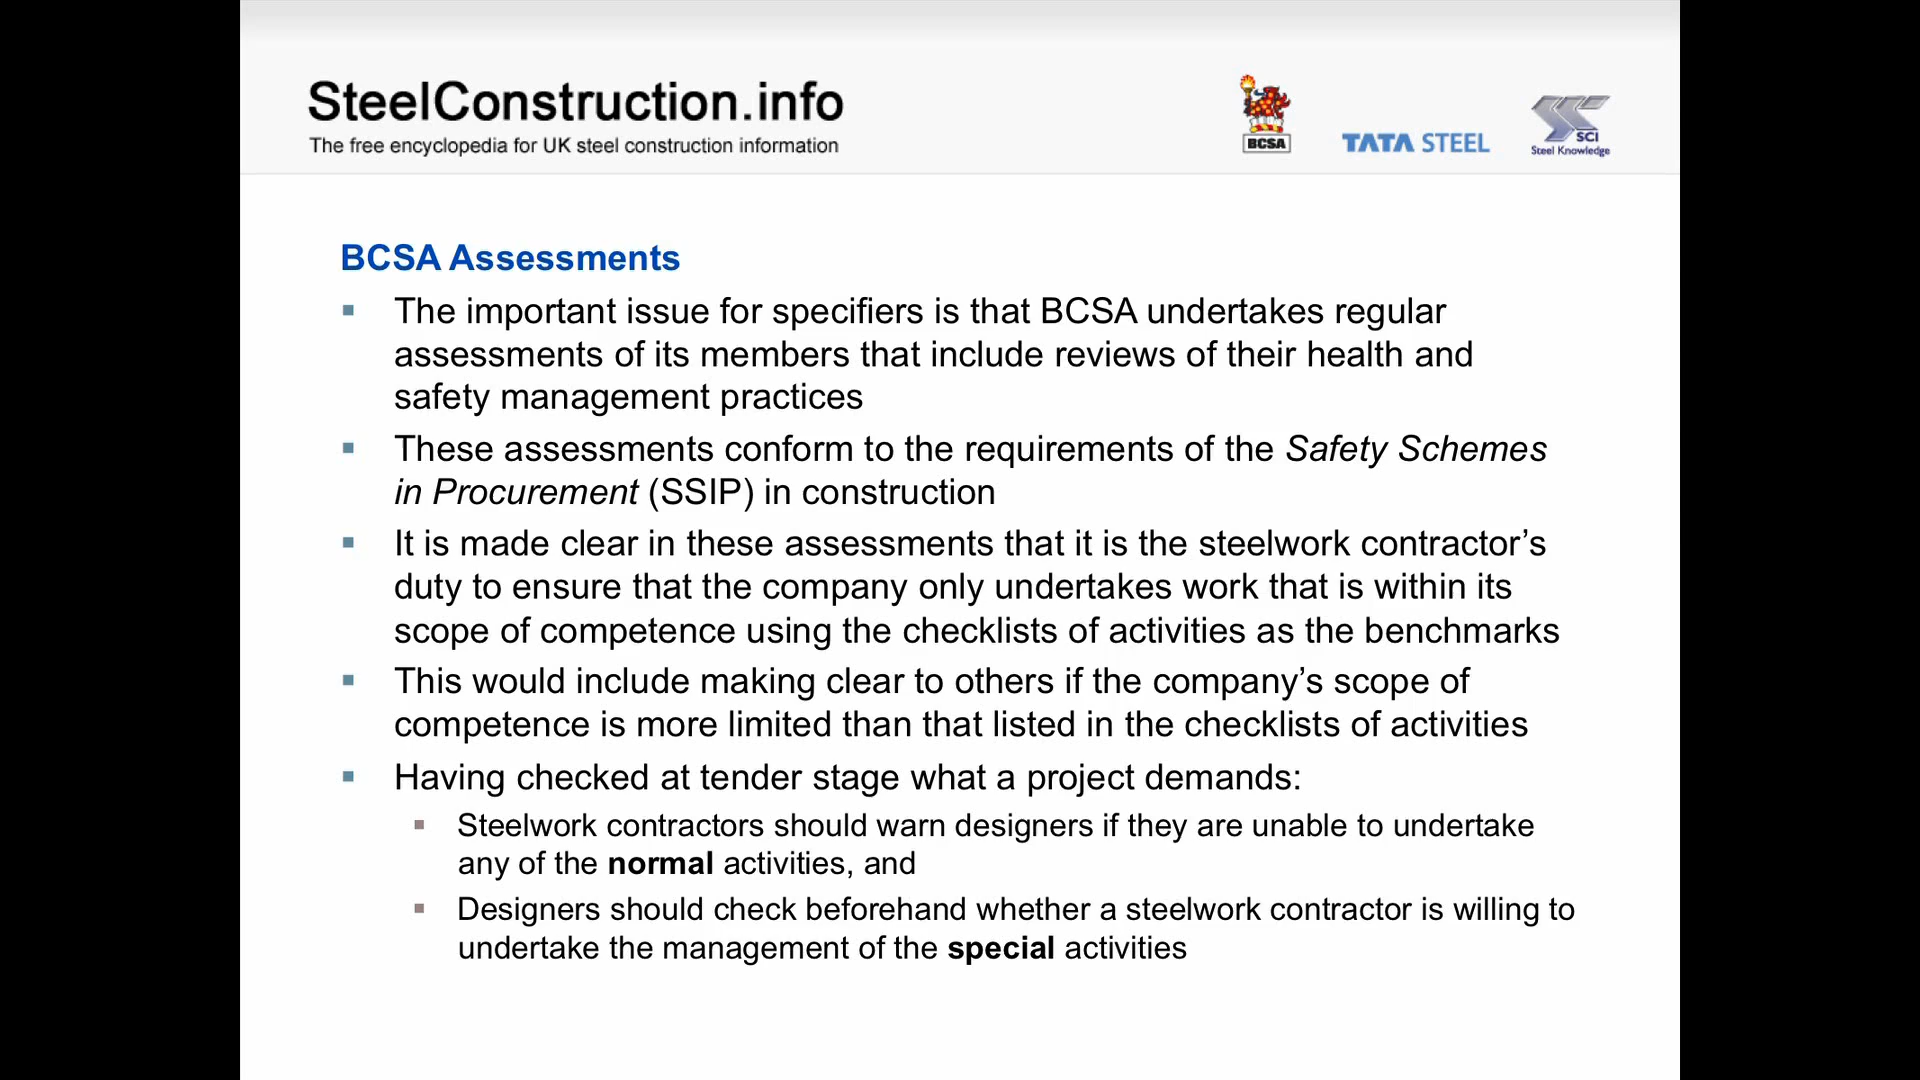 SteelConstruction.info
The free encyclopedia for UK steel construction information
BCSA
TATA STEEL
SCI
Steel Knowledge
BCSA Assessments
▪ The important issue for specifiers is that BCSA undertakes regular
assessments of its members that include reviews of their health and
safety management practices
▪ These assessments conform to the requirements of the Safety Schemes
in Procurement (SSIP) in construction
▪ It is made clear in these assessments that it is the steelwork contractor’s
duty to ensure that the company only undertakes work that is within its
scope of competence using the checklists of activities as the benchmarks
▪ This would include making clear to others if the company’s scope of
competence is more limited than that listed in the checklists of activities
▪ Having checked at tender stage what a project demands:
▪ Steelwork contractors should warn designers if they are unable to undertake
any of the normal activities, and
▪ Designers should check beforehand whether a steelwork contractor is willing to
undertake the management of the special activities